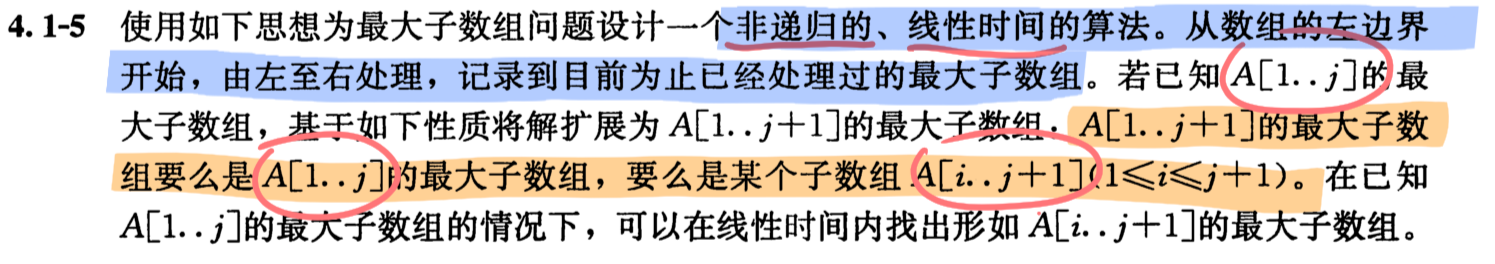 4.1-5 使用如下思想为最大子数组问题设计一个非递归的、线性时间的算法。从数组的左边界
开始，由左至右处理，记录到目前为止已经处理过的最大子数组。若已知 A[1..j]的最
大子数组，基于如下性质将解扩展为 A[1..j+1]的最大子数组：A[1..j+1]的最大子数
组要么是 A[1..j]的最大子数组，要么是某个子数组 A[i..j+1](1≤i≤j+1)。在已知
A[1..j]的最大子数组的情况下，可以在线性时间内找出形如 A[i..j+1]的最大子数组。